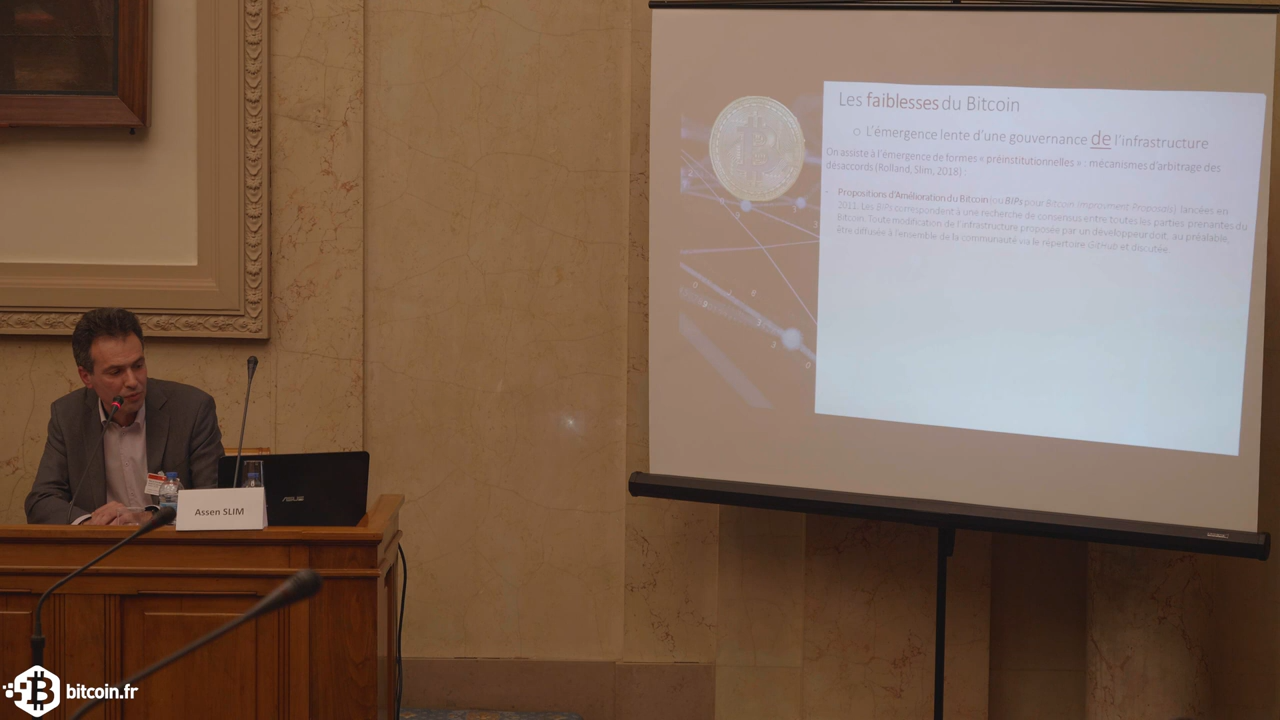 Les faiblesses du Bitcoin
o L'émergence lente d'une gouvernance de l'infrastructure
On assiste à l'émergence de formes « préinstitutionnelles » : mécanismes d'arbitrage des
désaccords (Rolland, Slim, 2018) :
- Propositions d'Amélioration du Bitcoin (ou BIPs pour Bitcoin Improvment Proposals) lancées en
2011. Les BIPs correspondent à une recherche de consensus entre toutes les parties prenantes du
Bitcoin. Toute modification de l'infrastructure proposée par un développeur doit, au préalable,
être diffusée à l'ensemble de la communauté via le répertoire GitHub et discutée.
ASUS
Assen SLIM
bitcoin.fr